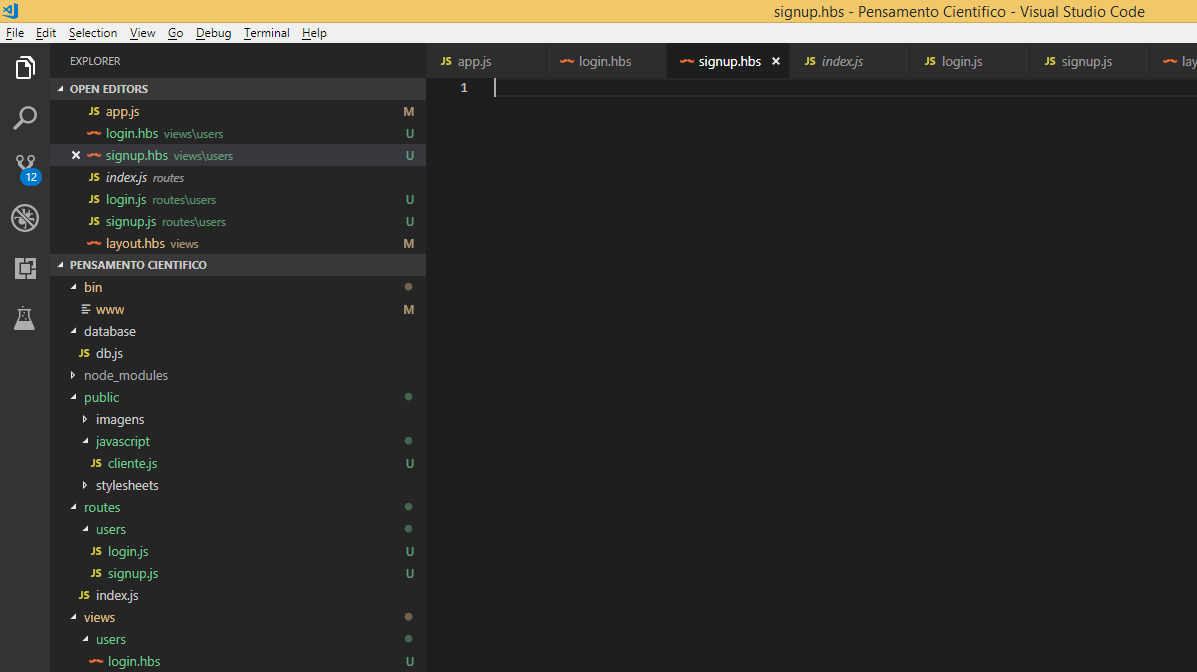 signup.hbs - Pensamento Cientifico - Visual Studio Code
File Edit Selection View Go Debug Terminal Help
EXPLORER
JS app.js login.hbs signup.hbs × JS index.js JS login.js JS signup.js lay
OPEN EDITORS
JS app.js M
login.hbs views\users U
× signup.hbs views\users U
JS index.js routes
JS login.js routes\users U
JS signup.js routes\users U
layout.hbs views M
1
12
PENSAMENTO CIENTIFICO
bin
www M
database
JS db.js
node_modules
public
imagens
javascript
JS cliente.js U
stylesheets
routes
users
JS login.js U
JS signup.js U
JS index.js
views
users
login.hbs U